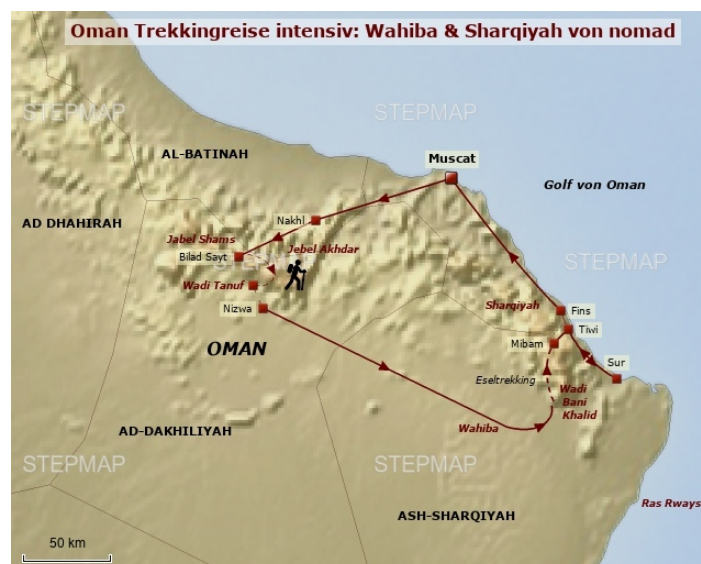 Oman Trekkingreise intensiv: Wahiba & Sharqiyah von nomad
STEPMAP
STEPMAP
AL-BATINAH
Muscat
Golf von Oman
AD DHAHIRAH
Nakhl
Jabel Shams
Jebel Akhdar
Bilad Sayt
STEPMAP
STEPMAP
Wadi Tanuf
Nizwa
Sharqiyah
Fins
Tiwi
Mibam
OMAN
Sur
Eseltrekking
Wadi
Bani
Khalid
AD-DAKHILIYAH
Wahiba
STEPMAP
STEPMAP
Ras Rways
ASH-SHARQIYAH
50 km